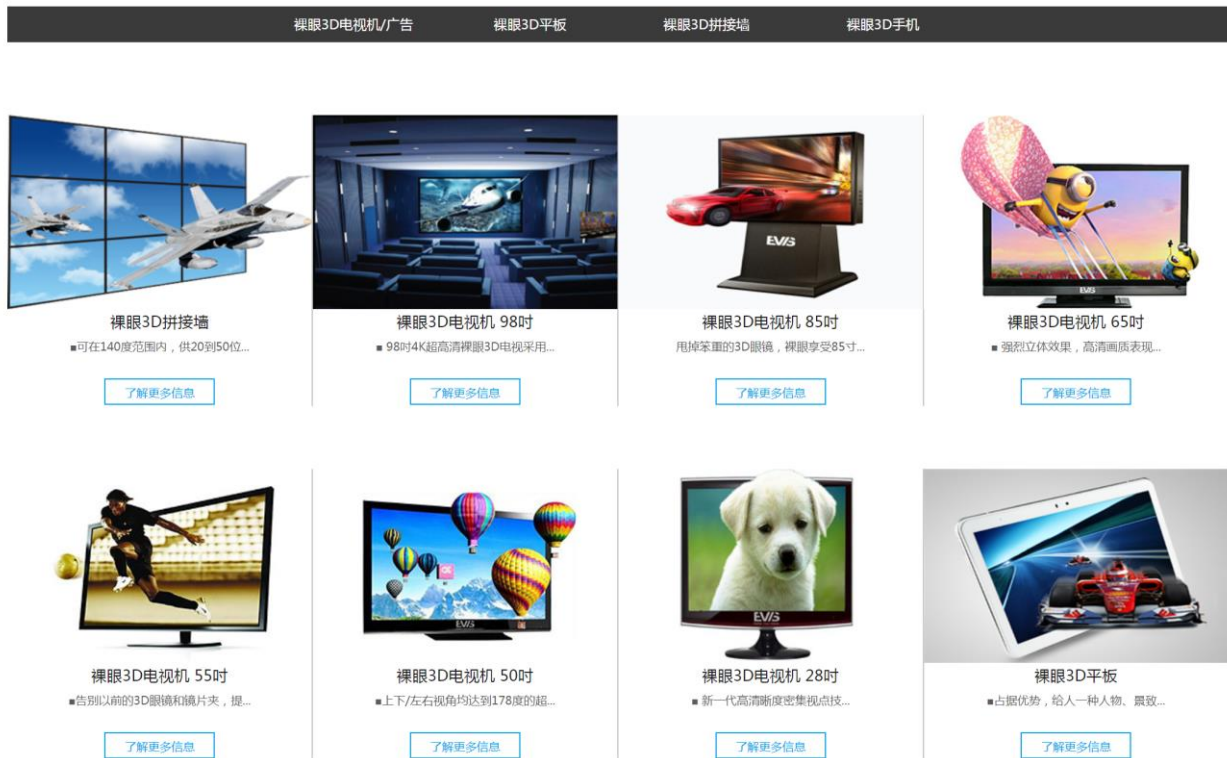 裸眼3D电视机/广告 裸眼3D平板 裸眼3D拼接墙 裸眼3D手机
EVIS
EVIS
裸眼3D拼接墙
■可在140度范围内，供20到50位...
了解更多信息
裸眼3D电视机 98吋
■ 98吋4K超高清裸眼3D电视采用...
了解更多信息
裸眼3D电视机 85吋
甩掉笨重的3D眼镜，裸眼享受85寸...
了解更多信息
裸眼3D电视机 65吋
■ 强烈立体效果，高清画质表现...
了解更多信息
EVIS
EVIS
裸眼3D电视机 55吋
■告别以前的3D眼镜和镜片夹，提...
了解更多信息
裸眼3D电视机 50吋
■上下/左右视角均达到178度的超...
了解更多信息
裸眼3D电视机 28吋
■ 新一代高清晰度密集视点技...
了解更多信息
裸眼3D平板
■占据优势，给人一种人物、景致...
了解更多信息